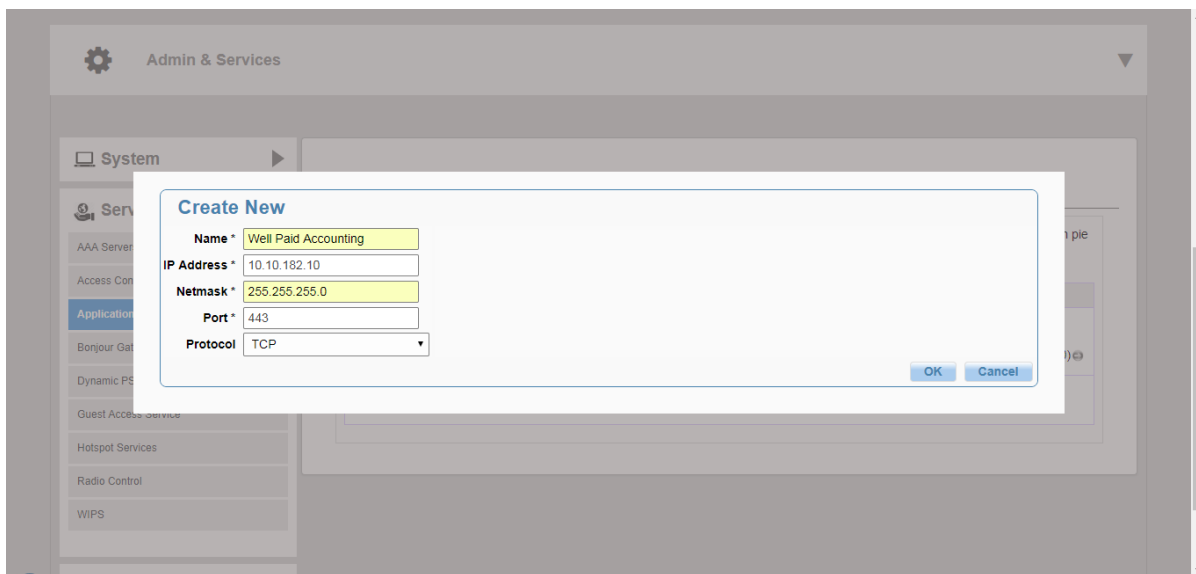 Admin & Services
System
Serv
AAA Server
Access Con
Application
Bonjour Gat
Dynamic PS
Guest Access Service
Hotspot Services
Radio Control
WIPS
Create New
Name * Well Paid Accounting
IP Address * 10.10.182.10
Netmask * 255.255.255.0
Port * 443
Protocol TCP
OK Cancel
pie